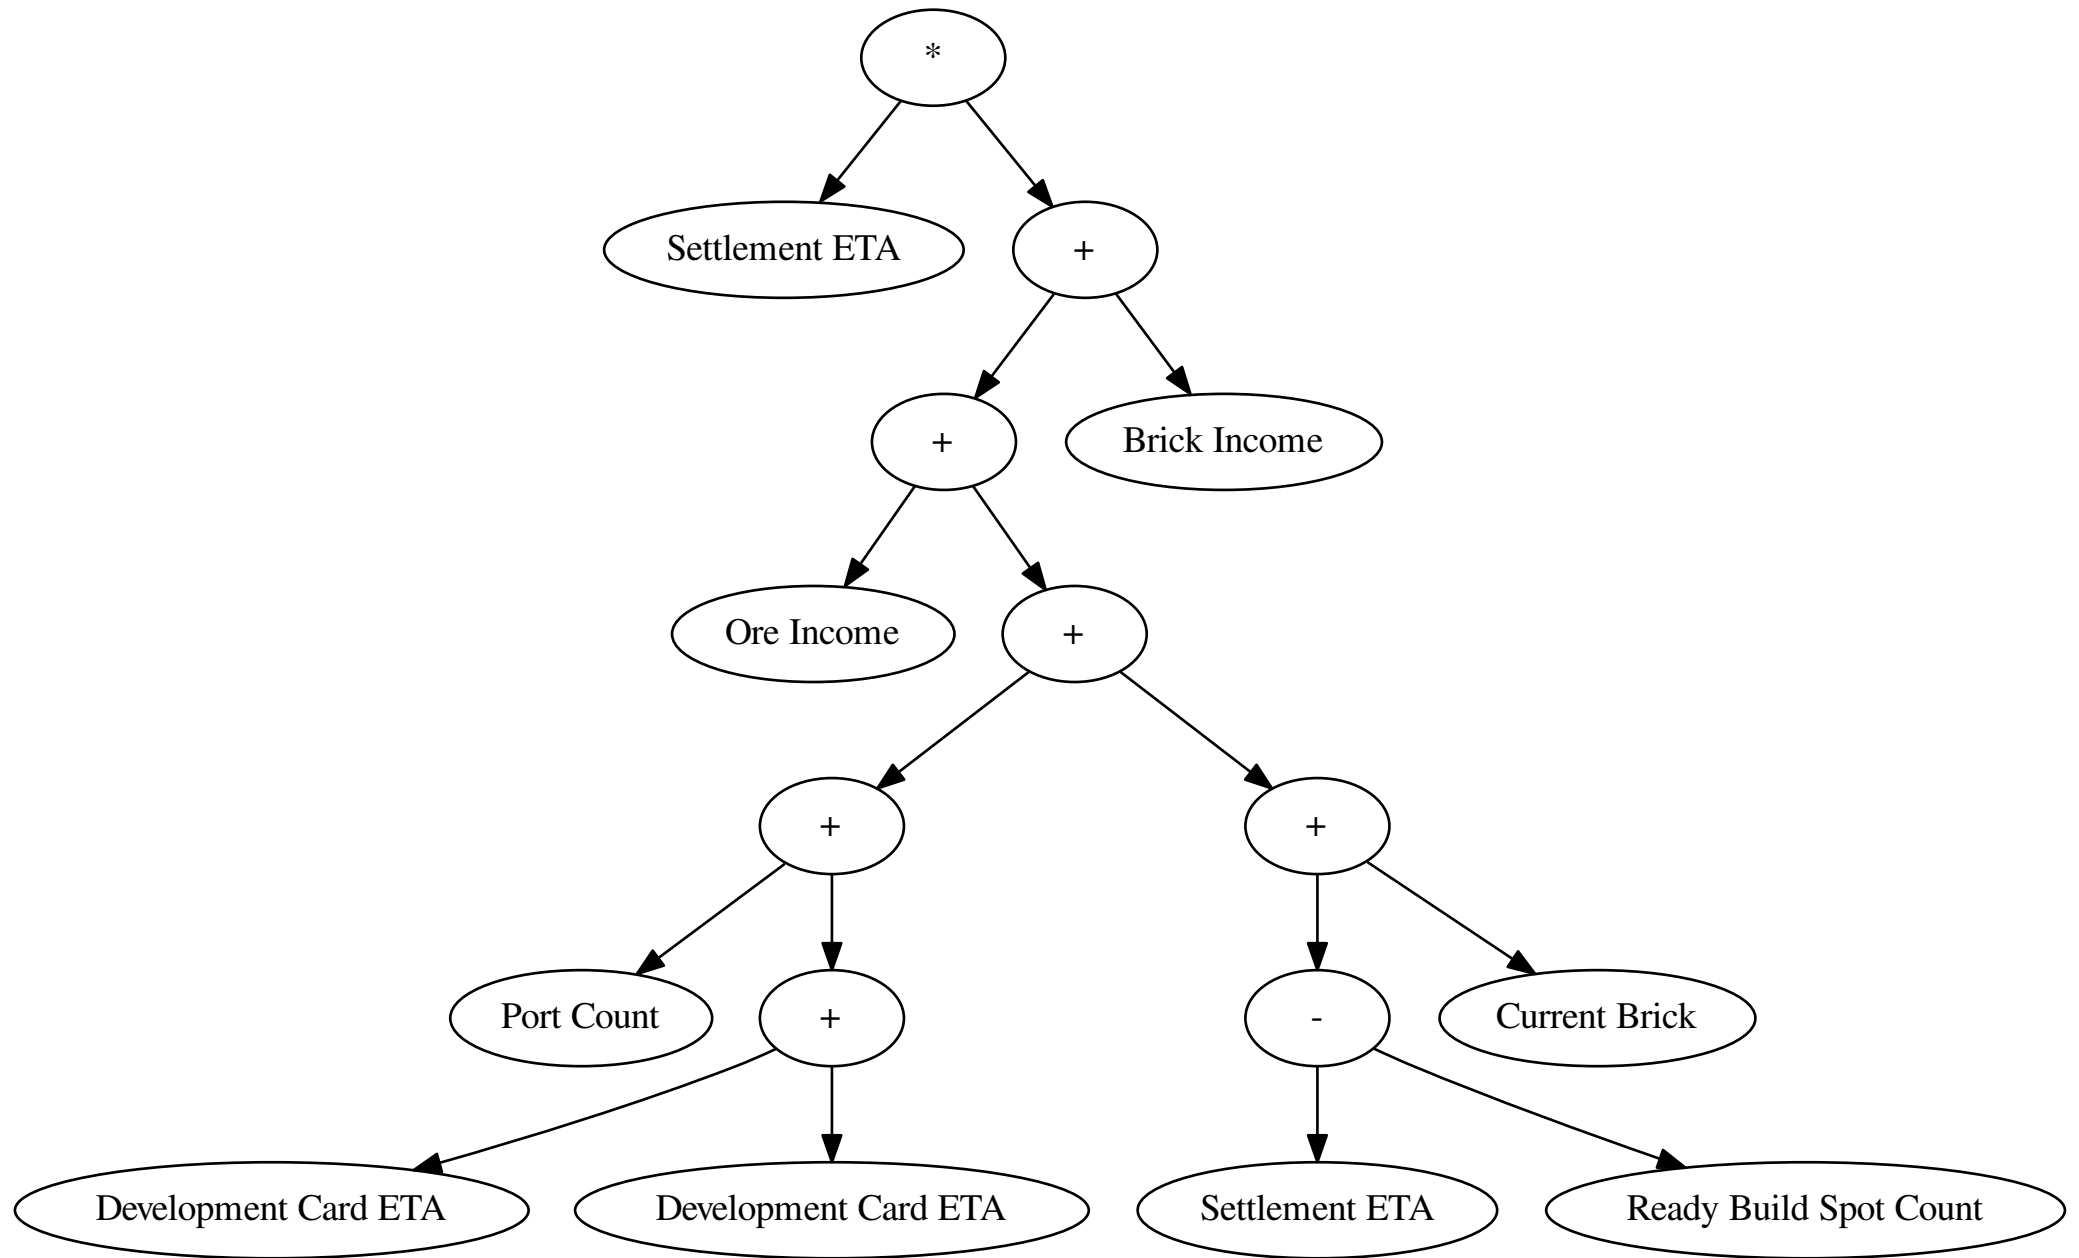 *
Settlement ETA
+
+
Brick Income
Ore Income
+
+
+
Port Count
+
-
Current Brick
Development Card ETA
Development Card ETA
Settlement ETA
Ready Build Spot Count